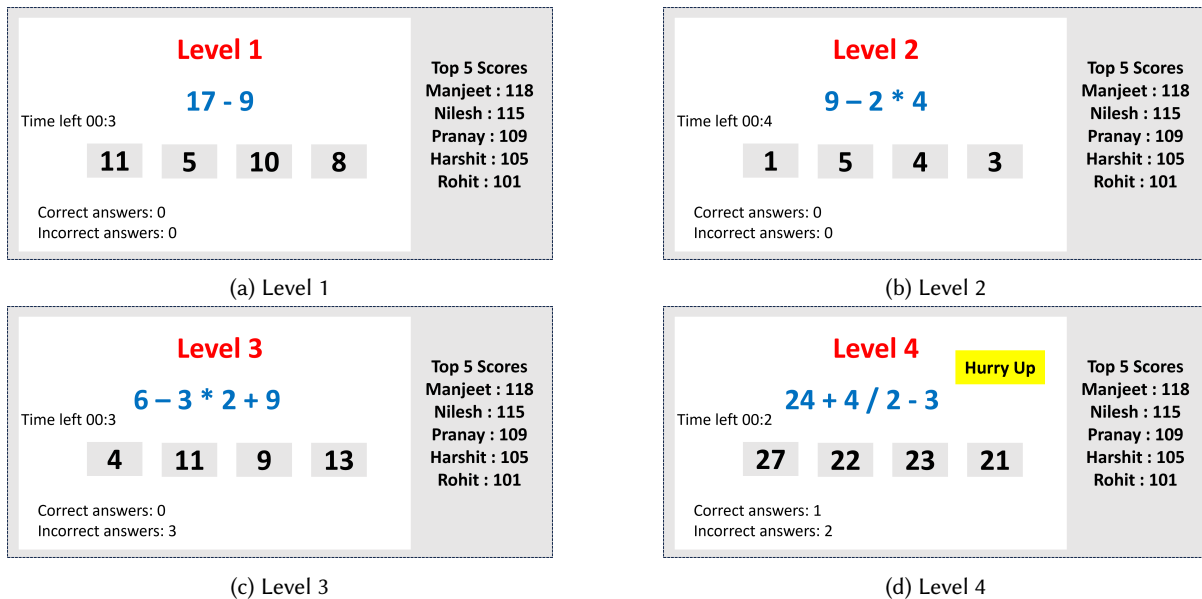 Level 1
17 - 9
Time left 00:3
11 5 10 8
Correct answers: 0
Incorrect answers: 0
Top 5 Scores
Manjeet : 118
Nilesh : 115
Pranay : 109
Harshit : 105
Rohit : 101
(a) Level 1
Level 2
9 – 2 * 4
Time left 00:4
1 5 4 3
Correct answers: 0
Incorrect answers: 0
Top 5 Scores
Manjeet : 118
Nilesh : 115
Pranay : 109
Harshit : 105
Rohit : 101
(b) Level 2
Level 3
6 – 3 * 2 + 9
Time left 00:3
4 11 9 13
Correct answers: 0
Incorrect answers: 3
Top 5 Scores
Manjeet : 118
Nilesh : 115
Pranay : 109
Harshit : 105
Rohit : 101
(c) Level 3
Level 4
Hurry Up
24 + 4 / 2 - 3
Time left 00:2
27 22 23 21
Correct answers: 1
Incorrect answers: 2
Top 5 Scores
Manjeet : 118
Nilesh : 115
Pranay : 109
Harshit : 105
Rohit : 101
(d) Level 4